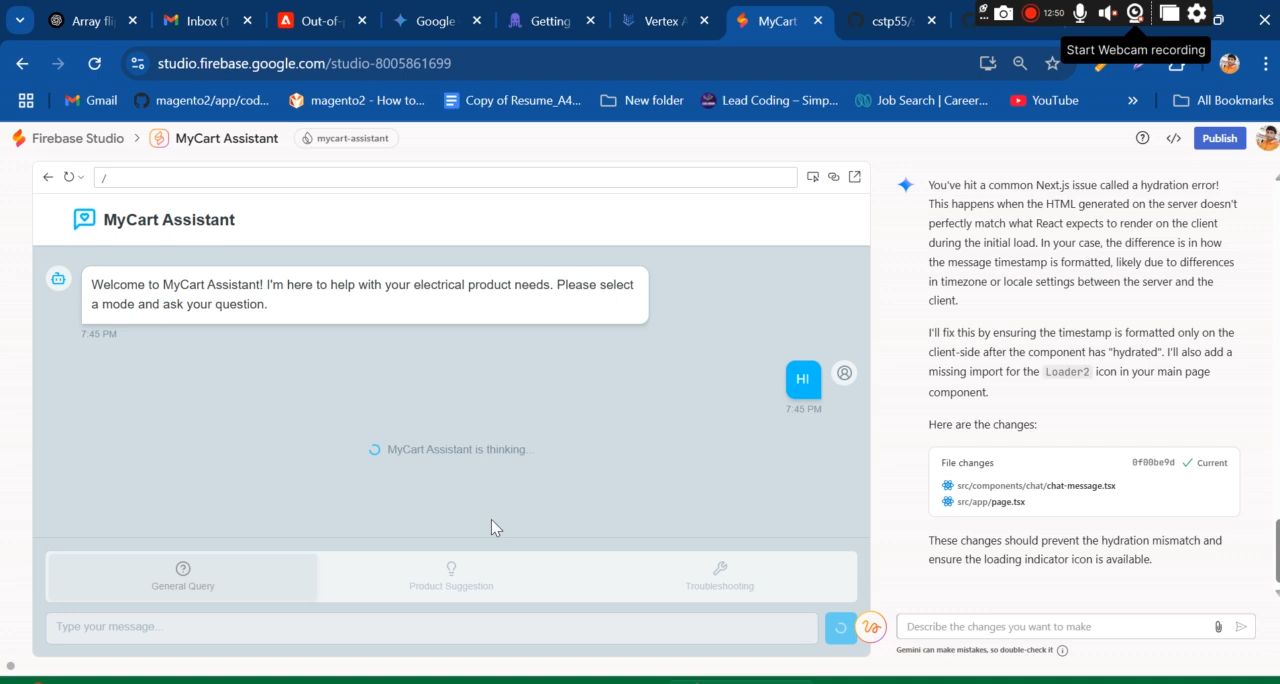 Array fli
Inbox (1
Out-of-
Google
Getting
Vertex A
MyCart
cstp55/s
12:50
Start Webcam recording
studio.firebase.google.com/studio-8005861699
Gmail
magento2/app/cod...
magento2 - How to...
Copy of Resume_A4...
New folder
Lead Coding – Simp...
Job Search | Career...
YouTube
»
All Bookmarks
Firebase Studio
MyCart Assistant
mycart-assistant
Publish
/
MyCart Assistant
Welcome to MyCart Assistant! I'm here to help with your electrical product needs. Please select
a mode and ask your question.
7:45 PM
HI
7:45 PM
MyCart Assistant is thinking...
General Query
Product Suggestion
Troubleshooting
Type your message...
You've hit a common Next.js issue called a hydration error!
This happens when the HTML generated on the server doesn't
perfectly match what React expects to render on the client
during the initial load. In your case, the difference is in how
the message timestamp is formatted, likely due to differences
in timezone or locale settings between the server and the
client.
I'll fix this by ensuring the timestamp is formatted only on the
client-side after the component has "hydrated". I'll also add a
missing import for the Loader2 icon in your main page
component.
Here are the changes:
File changes
0f00be9d
Current
src/components/chat/chat-message.tsx
src/app/page.tsx
These changes should prevent the hydration mismatch and
ensure the loading indicator icon is available.
Describe the changes you want to make
Gemini can make mistakes, so double-check it